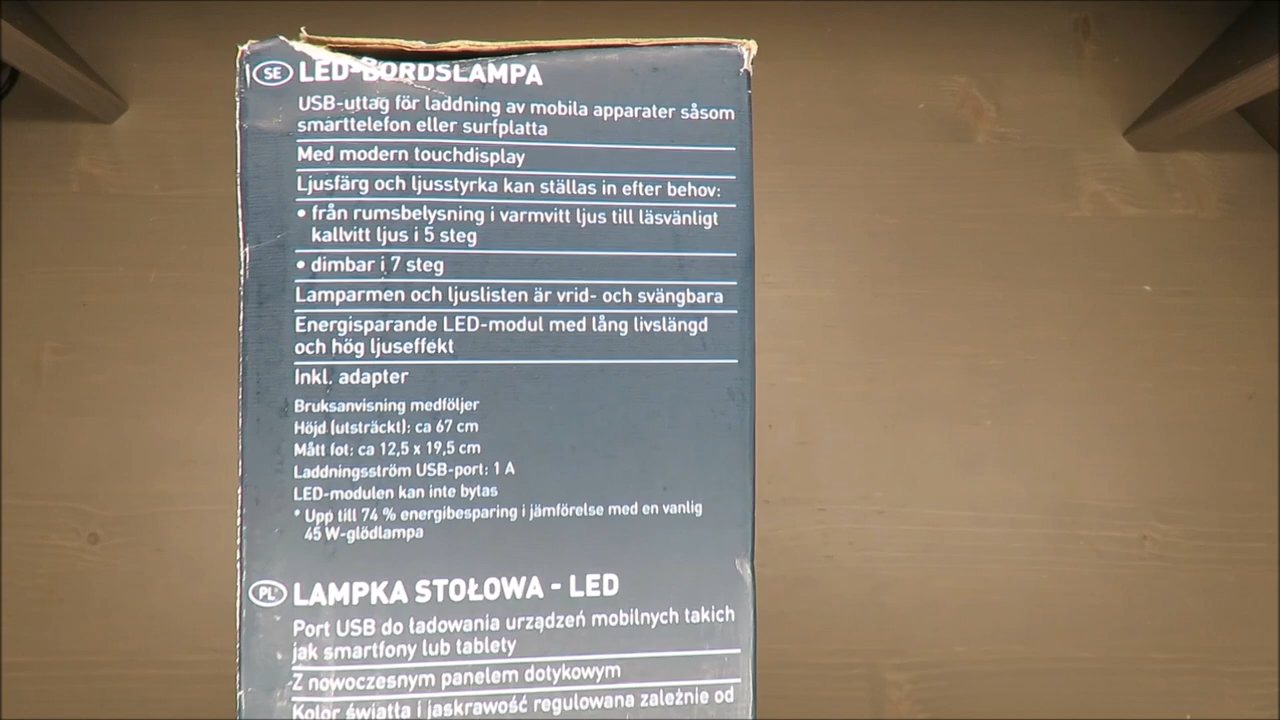 SE LED-BORDSLAMPA
USB-uttag för laddning av mobila apparater såsom
smarttelefon eller surfplatta
Med modern touchdisplay
Ljusfärg och ljusstyrka kan ställas in efter behov:
• från rumsbelysning i varmvitt ljus till läsvänligt
kallvitt ljus i 5 steg
• dimbar i 7 steg
Lamparmen och ljuslisten är vrid- och svängbara
Energisparande LED-modul med lång livslängd
och hög ljuseffekt
Inkl. adapter
Bruksanvisning medföljer
Höjd (utsträckt): ca 67 cm
Mått fot: ca 12,5 x 19,5 cm
Laddningsström USB-port: 1 A
LED-modulen kan inte bytas
* Upp till 74 % energibesparing i jämförelse med en vanlig
45 W-glödlampa
PL LAMPKA STOŁOWA - LED
Port USB do ładowania urządzeń mobilnych takich
jak smartfony lub tablety
Z nowoczesnym panelem dotykowym
Kolor światła i jaskrawość regulowana zależnie od